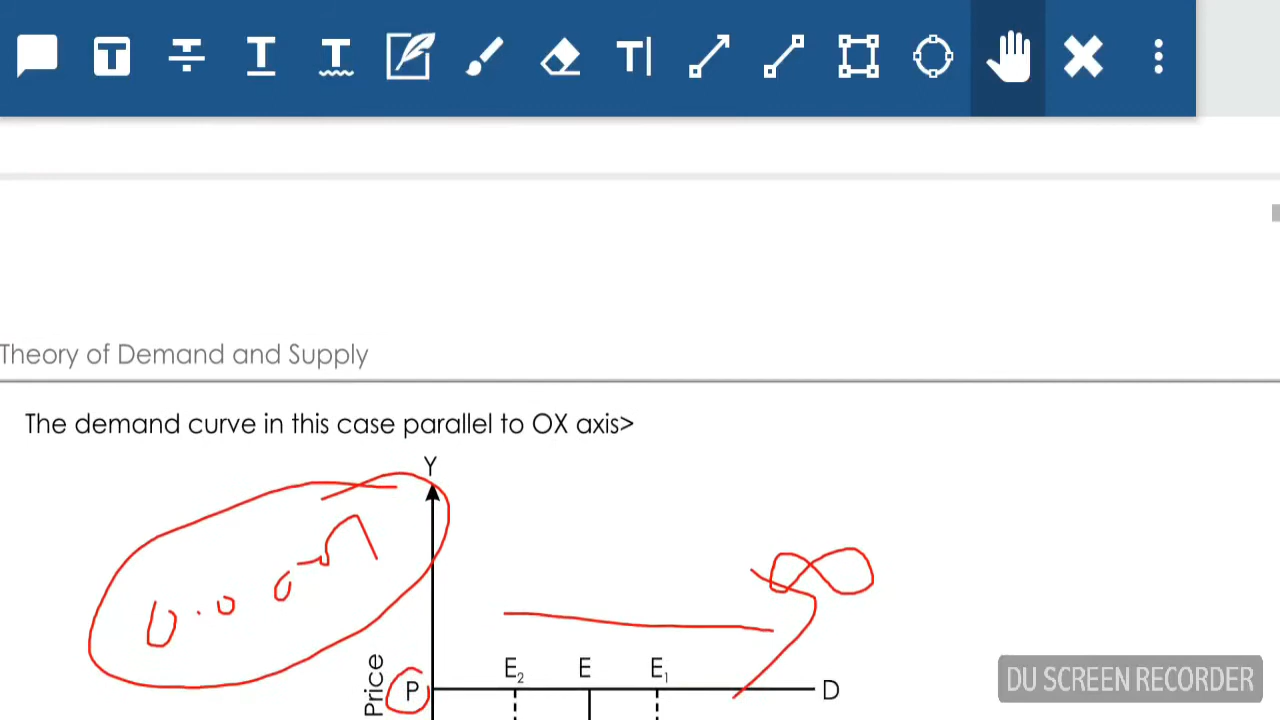 Theory of Demand and Supply
The demand curve in this case parallel to OX axis>
Y
E₂ E E₁
Price P D
DU SCREEN RECORDER